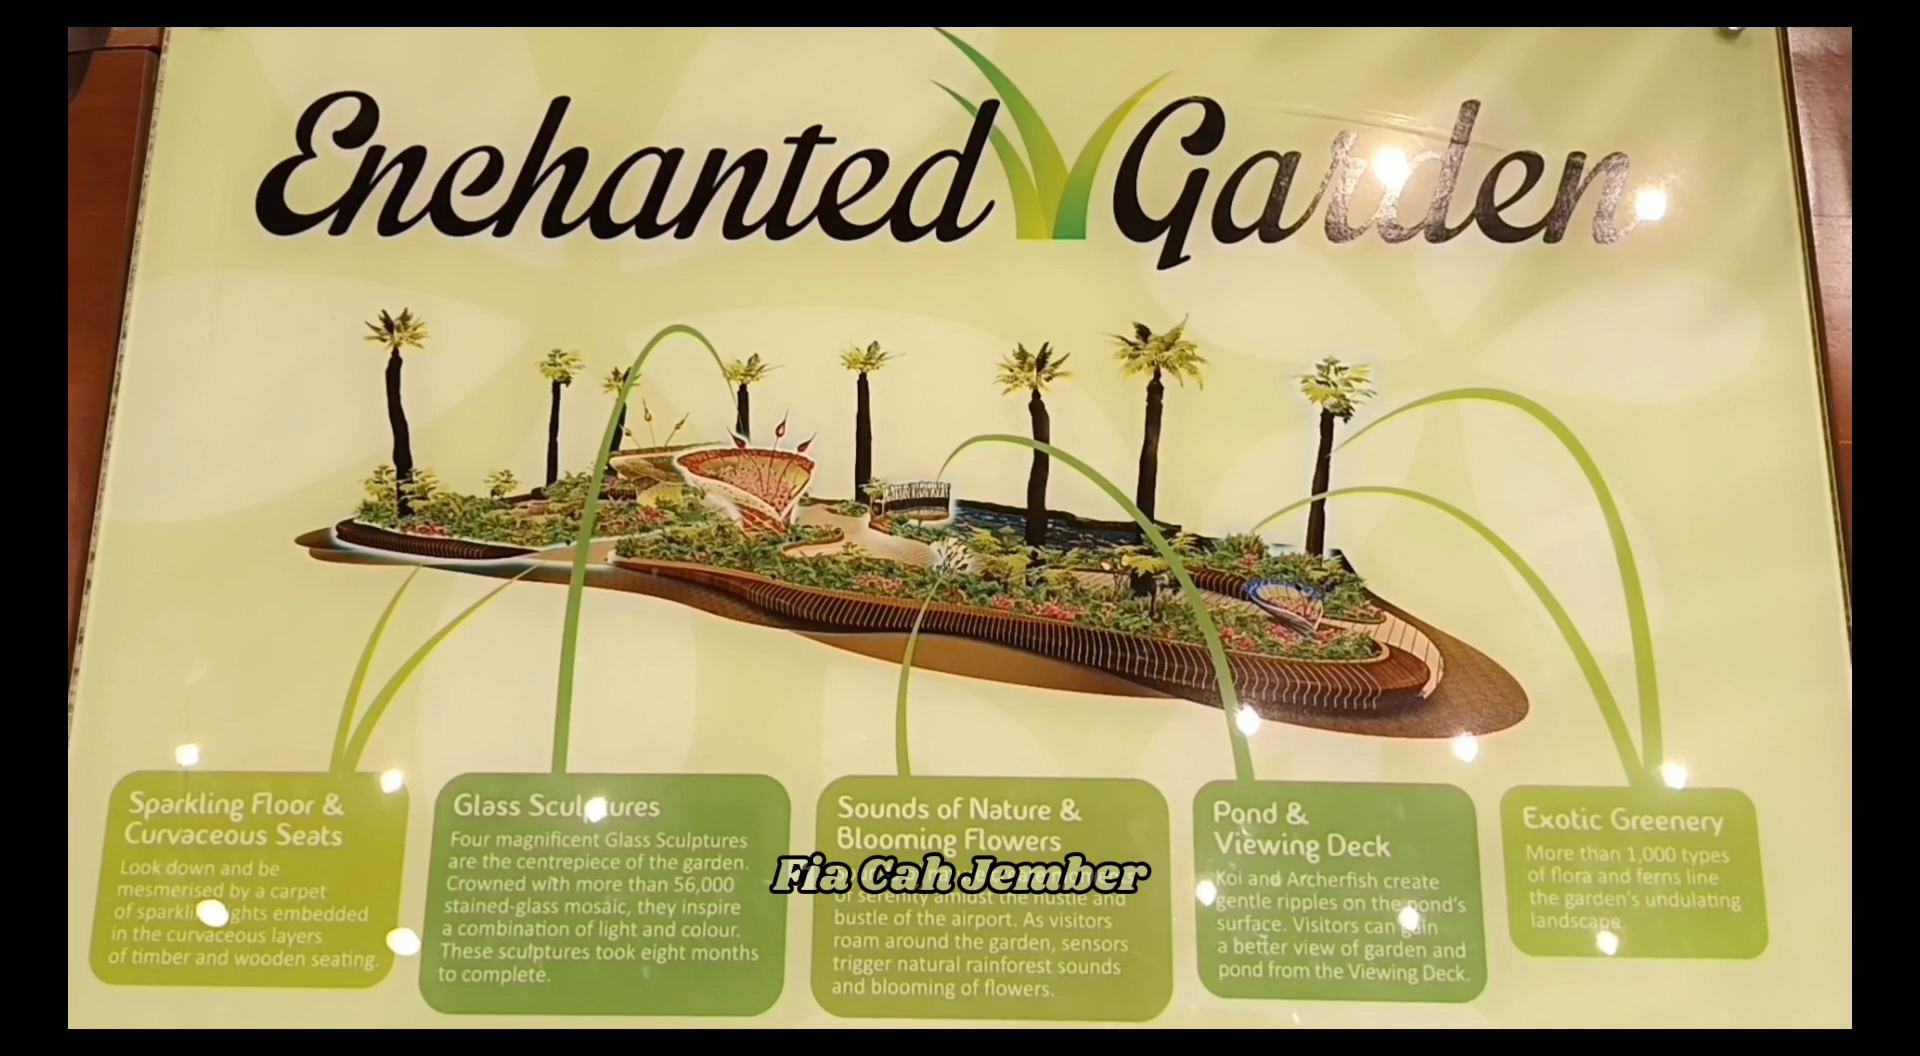 Enchanted Garden
Sparkling Floor &
Curvaceous Seats
Look down and be
mesmerised by a carpet
of sparkling lights embedded
in the curvaceous layers
of timber and wooden seating.
Glass Sculptures
Four magnificent Glass Sculptures
are the centrepiece of the garden.
Crowned with more than 56,000
stained-glass mosaic, they inspire
a combination of light and colour.
These sculptures took eight months
to complete.
Sounds of Nature &
Blooming Flowers
Fia Cah Jember
of serenity amidst the hustle and
bustle of the airport. As visitors
roam around the garden, sensors
trigger natural rainforest sounds
and blooming of flowers.
Pond &
Viewing Deck
Koi and Archerfish create
gentle ripples on the pond's
surface. Visitors can gain
a better view of garden and
pond from the Viewing Deck.
Exotic Greenery
More than 1,000 types
of flora and ferns line
the garden's undulating
landscape.